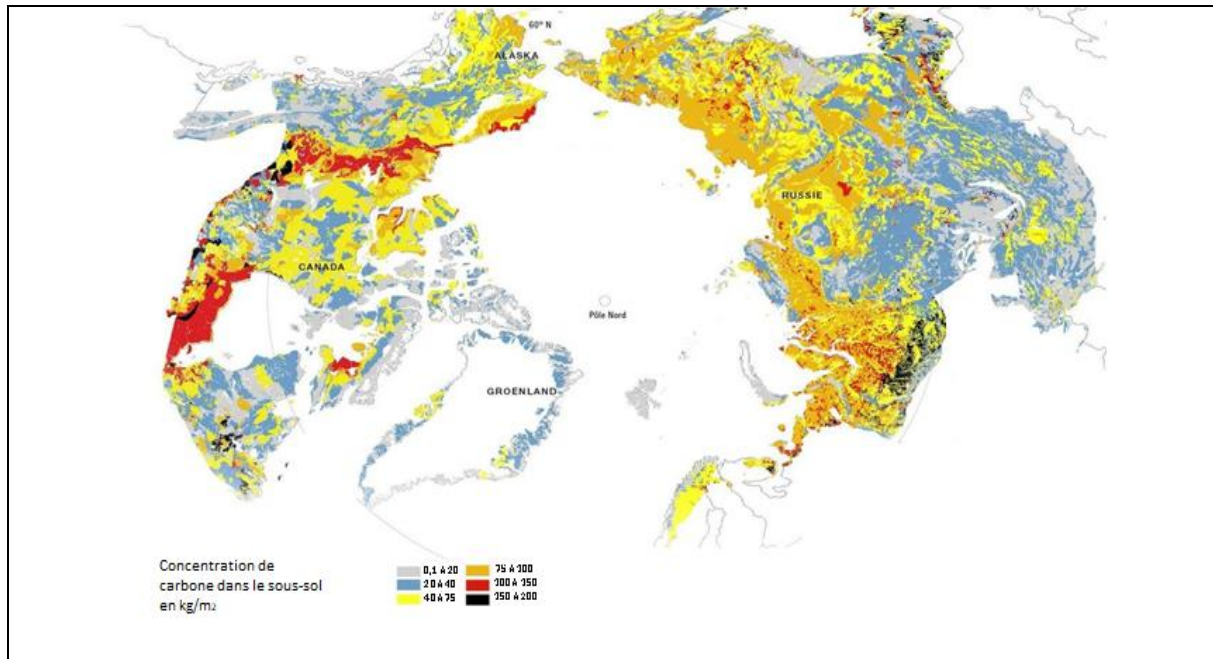 60° N
ALASKA
RUSSIE
CANADA
Pôle Nord
GROENLAND
Concentration de
carbone dans le sous-sol
en kg/m2
0,1 à 20
20 à 40
40 à 75
75 à 100
100 à 150
150 à 200